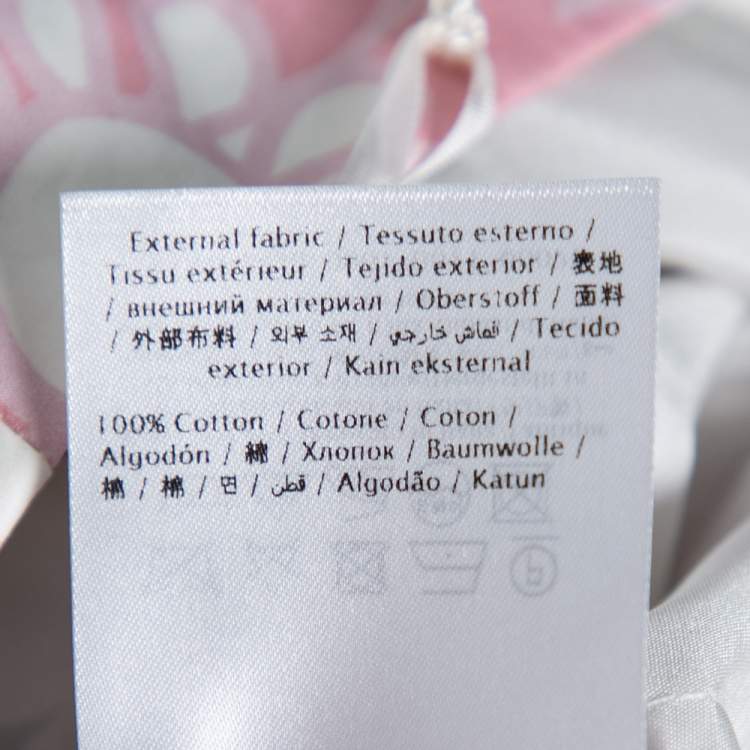 External fabric / Tessuto esterno /
Tissu extérieur / Tejido exterior / 表地
/ внешний материал / Oberstoff / 面料
/ 外部布料 / 외부 소재 / قماش خارجي / Tecido
exterior / Kain eksternal
100% Cotton / Cotone / Coton /
Algodón / 綿 / Хлопок / Baumwolle /
棉 / 棉 / 면 / قطن / Algodão / Katun